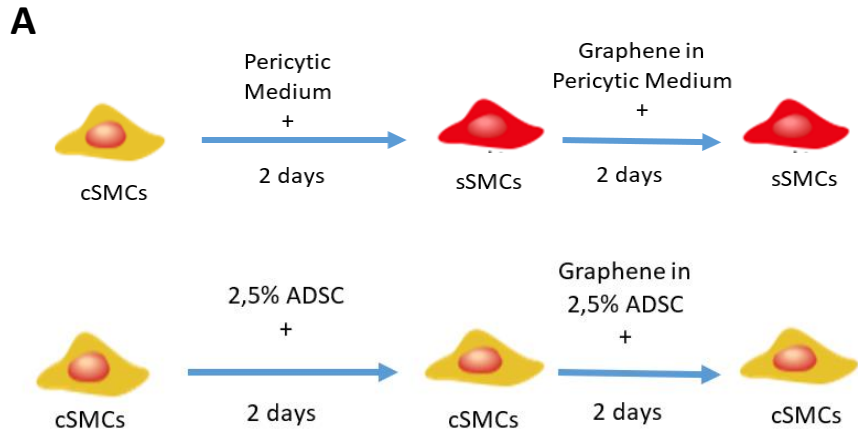 A
Pericytic
Medium
+
2 days
Graphene in
Pericytic Medium
+
2 days
cSMCs
sSMCs
sSMCs
2,5% ADSC
+
2 days
Graphene in
2,5% ADSC
+
2 days
cSMCs
cSMCs
cSMCs